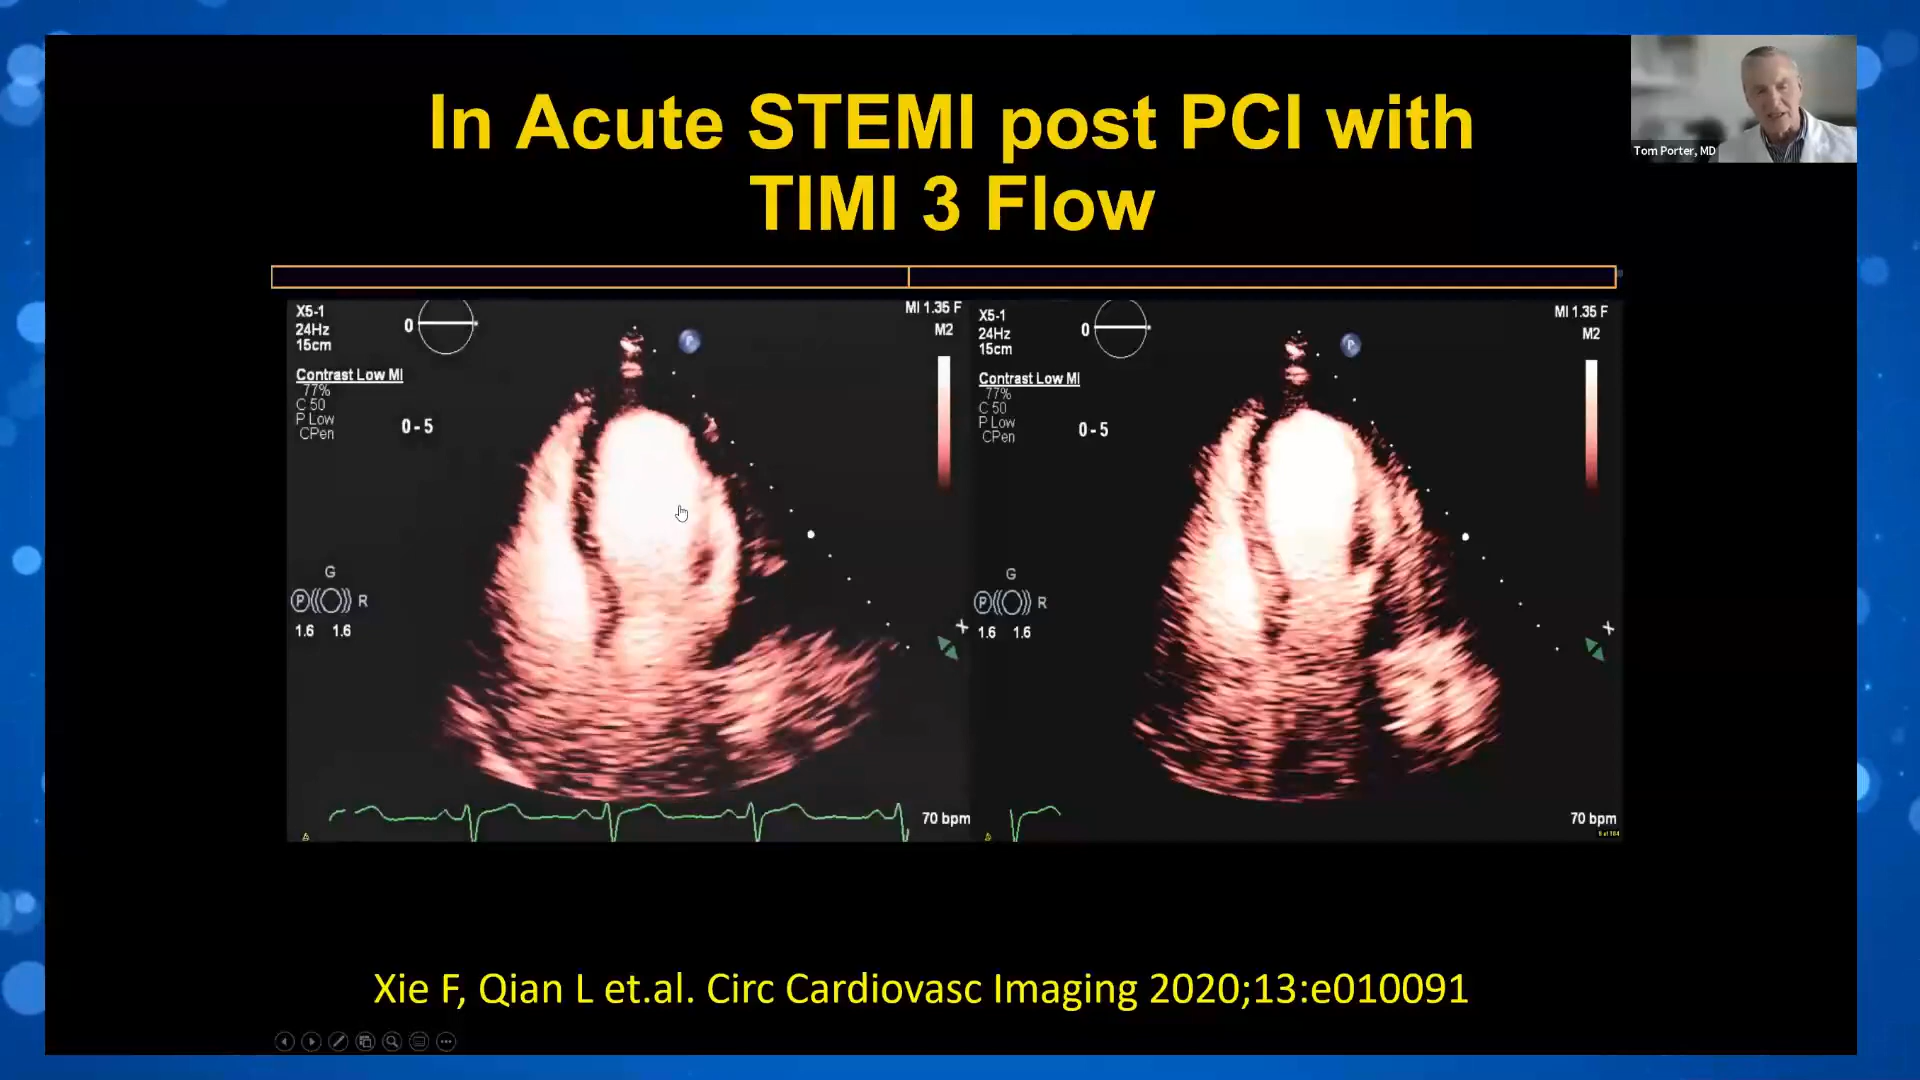 In Acute STEMI post PCI with
TIMI 3 Flow
Tom Porter, MD
X5-1
24Hz
15cm
0
P
MI 1.35 F
M2
Contrast Low MI
77%
C 50
P Low
CPen
0 - 5
G
P R
1.6 1.6
70 bpm
X5-1
24Hz
15cm
0
P
MI 1.35 F
M2
Contrast Low MI
77%
C 50
P Low
CPen
0 - 5
G
P R
1.6 1.6
70 bpm
Xie F, Qian L et.al. Circ Cardiovasc Imaging 2020;13:e010091